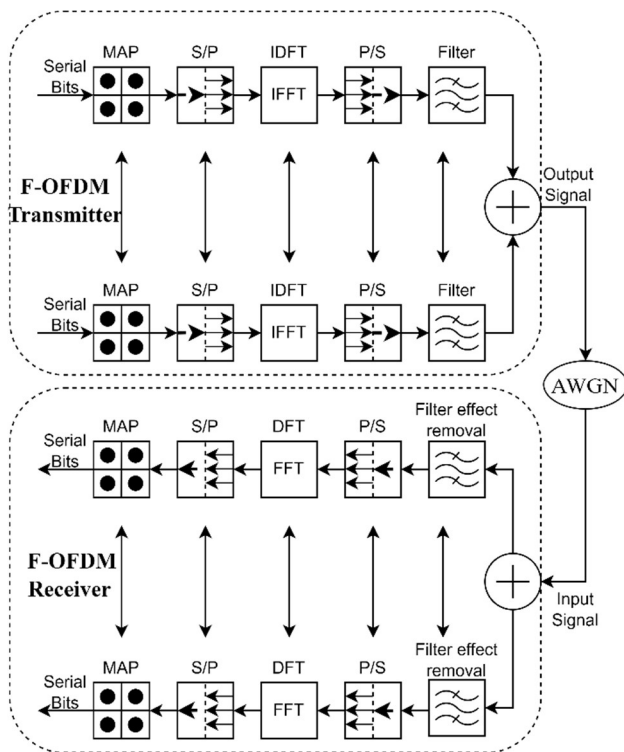 MAP S/P IDFT P/S Filter
Serial
Bits
IFFT
F-OFDM
Transmitter
Output
Signal
MAP S/P IDFT P/S Filter
Serial
Bits
IFFT
AWGN
MAP S/P DFT P/S Filter effect
removal
Serial
Bits
FFT
F-OFDM
Receiver
Input
Signal
MAP S/P DFT P/S Filter effect
removal
Serial
Bits
FFT